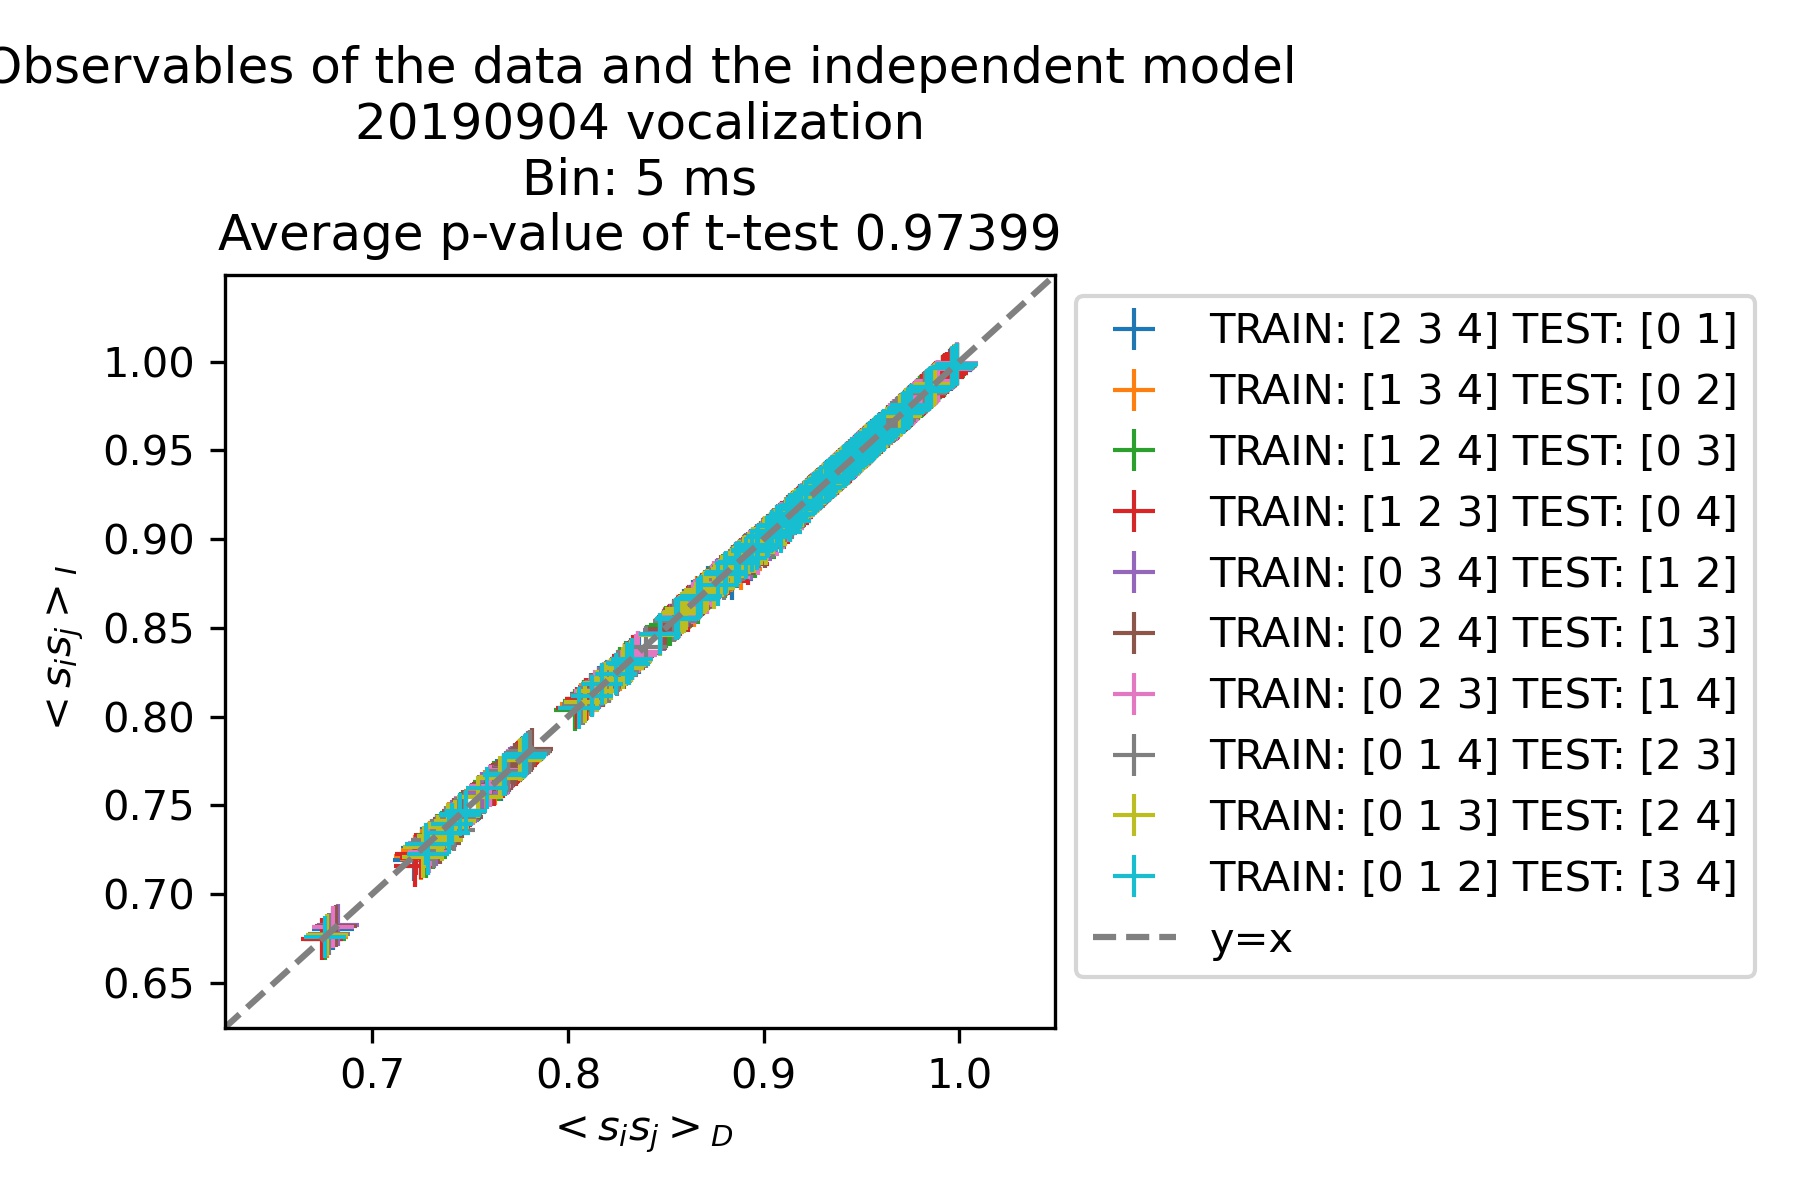 Observables of the data and the independent model
20190904 vocalization
Bin: 5 ms
Average p-value of t-test 0.97399
1.00
0.95
0.90
0.85
0.80
0.75
0.70
0.65
< s_i s_j >_I
0.7 0.8 0.9 1.0
< s_i s_j >_D
TRAIN: [2 3 4] TEST: [0 1]
TRAIN: [1 3 4] TEST: [0 2]
TRAIN: [1 2 4] TEST: [0 3]
TRAIN: [1 2 3] TEST: [0 4]
TRAIN: [0 3 4] TEST: [1 2]
TRAIN: [0 2 4] TEST: [1 3]
TRAIN: [0 2 3] TEST: [1 4]
TRAIN: [0 1 4] TEST: [2 3]
TRAIN: [0 1 3] TEST: [2 4]
TRAIN: [0 1 2] TEST: [3 4]
y=x